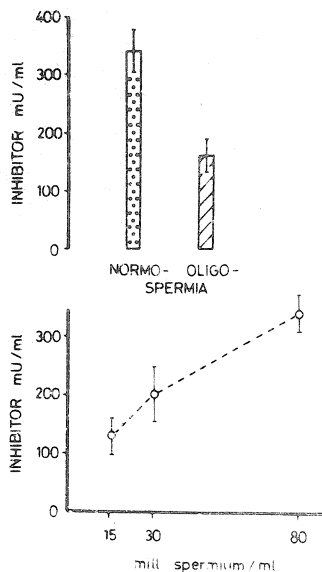 400
300
200
100
0
INHIBITOR mU/ml
NORMO- OLIGO-
SPERMIA
300
200
100
0
INHIBITOR mU/ml
15 30 80
mill spermium/ml